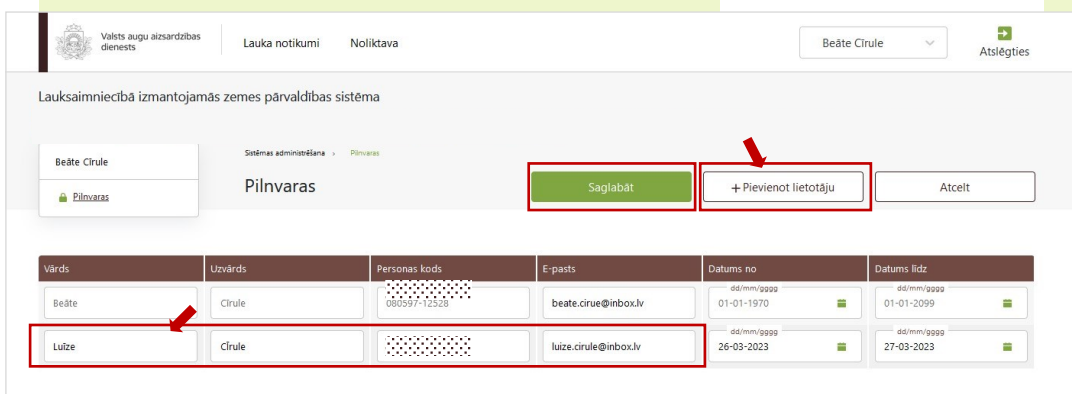 Valsts augu aizsardzības
dienests
Lauka notikumi Noliktava
Beāte Cīrule
Atslēgties
Lauksaimniecībā izmantojamās zemes pārvaldības sistēma
Beāte Cīrule
Pilnvaras
Sistēmas administrēšana › Pilnvaras
Pilnvaras
Saglabāt
+ Pievienot lietotāju
Atcelt
Vārds Uzvārds Personas kods E-pasts Datums no Datums līdz
dd/mm/gggg dd/mm/gggg
Beāte Cīrule 080597-12528 beate.cirue@inbox.lv 01-01-1970 01-01-2099
dd/mm/gggg dd/mm/gggg
Luīze Cīrule luize.cirule@inbox.lv 26-03-2023 27-03-2023